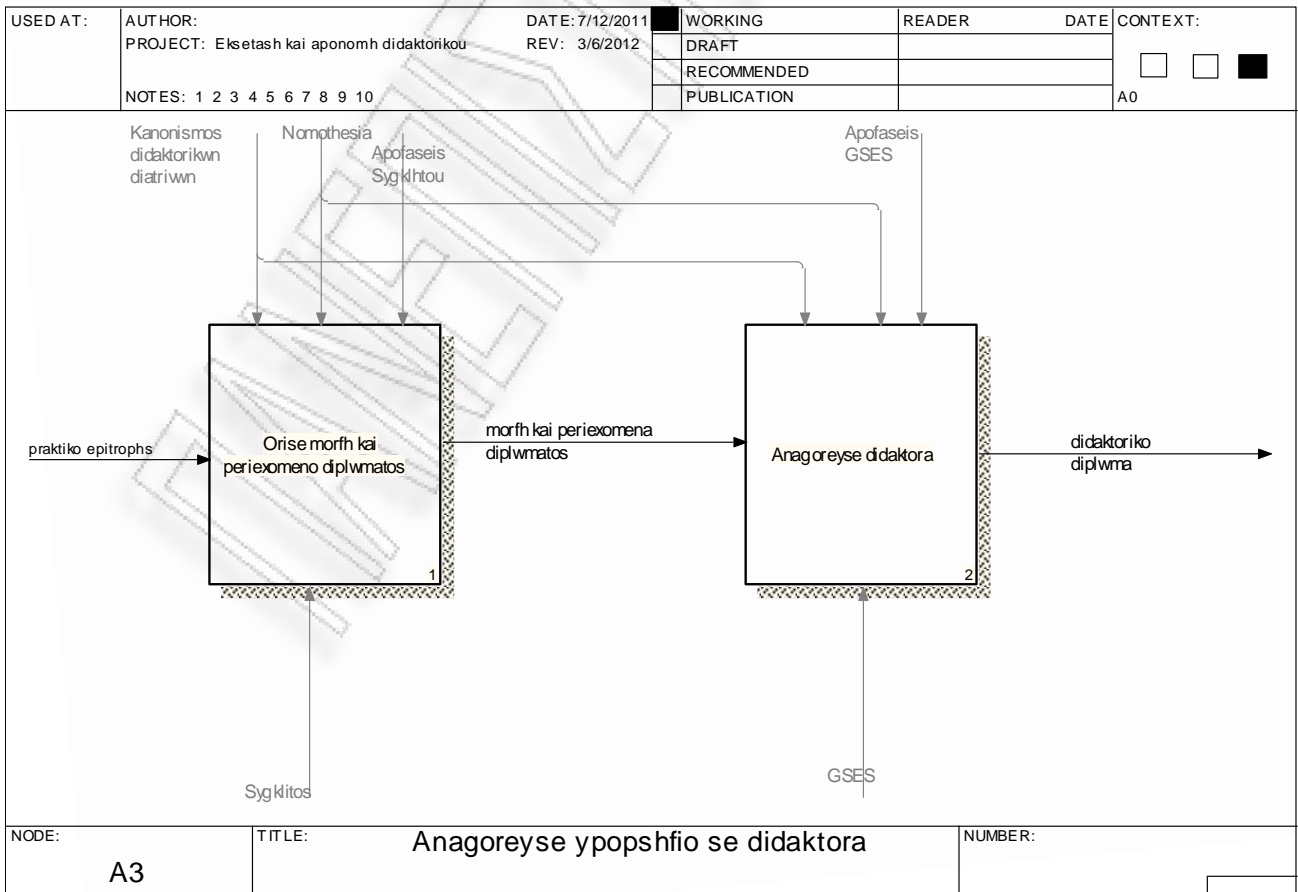 USED AT:
AUTHOR:
DATE: 7/12/2011
PROJECT: Eksetash kai aponomh didaktorikou
REV: 3/6/2012
NOTES: 1 2 3 4 5 6 7 8 9 10
WORKING
DRAFT
RECOMMENDED
PUBLICATION
READER
DATE
CONTEXT:
A0
Kanonismos
didaktorikwn
diatrivwn
Nomothesia
Apofaseis
Sygklhtou
Apofaseis
GSES
praktiko epitrophs
Orise morfh kai
periexomeno diplwmatos
1
morfh kai periexomena
diplwmatos
Anagoreyse didaktora
2
didaktoriko
diplwma
Sygklitos
GSES
NODE:
A3
TITLE:
Anagoreyse ypopshfio se didaktora
NUMBER: